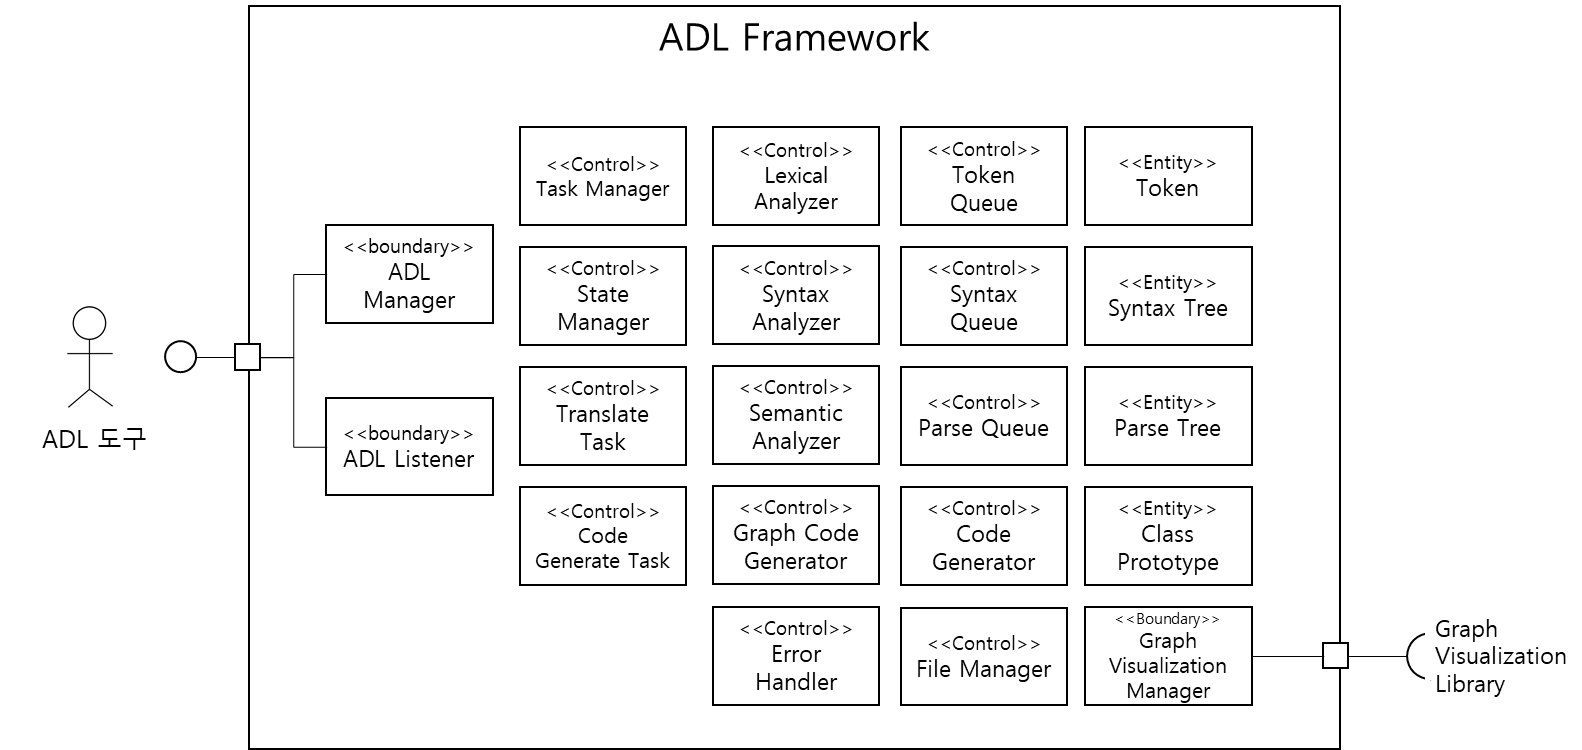 ADL Framework
<<Control>>
Task Manager
<<Control>>
Lexical
Analyzer
<<Control>>
Token
Queue
<<Entity>>
Token
<<boundary>>
ADL
Manager
<<Control>>
State
Manager
<<Control>>
Syntax
Analyzer
<<Control>>
Syntax
Queue
<<Entity>>
Syntax Tree
ADL 도구
<<boundary>>
ADL Listener
<<Control>>
Translate
Task
<<Control>>
Semantic
Analyzer
<<Control>>
Parse Queue
<<Entity>>
Parse Tree
<<Control>>
Code
Generate Task
<<Control>>
Graph Code
Generator
<<Control>>
Code
Generator
<<Entity>>
Class
Prototype
<<Control>>
Error
Handler
<<Control>>
File Manager
<<Boundary>>
Graph
Visualization
Manager
Graph
Visualization
Library